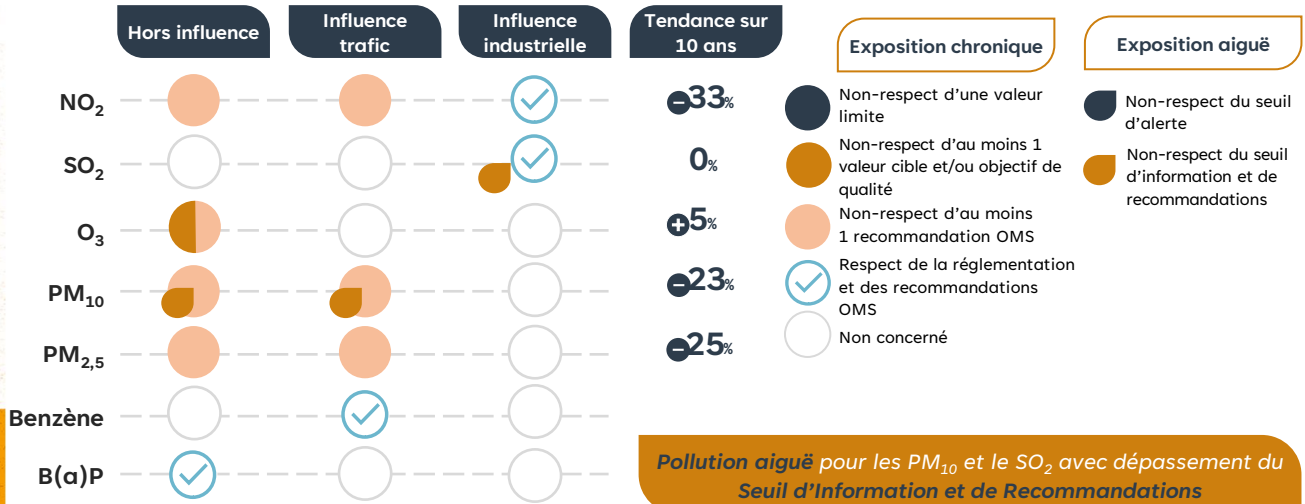 Hors influence
Influence
trafic
Influence
industrielle
Tendance sur
10 ans
Exposition chronique
Exposition aiguë
NO₂
-33%
SO₂
0%
O₃
+5%
PM₁₀
-23%
PM₂,₅
-25%
Benzène
B(a)P
Non-respect d'une valeur
limite
Non-respect d'au moins 1
valeur cible et/ou objectif de
qualité
Non-respect d'au moins
1 recommandation OMS
Respect de la réglementation
et des recommandations
OMS
Non concerné
Non-respect du seuil
d'alerte
Non-respect du seuil
d'information et de
recommandations
Pollution aiguë pour les PM₁₀ et le SO₂ avec dépassement du
Seuil d'Information et de Recommandations